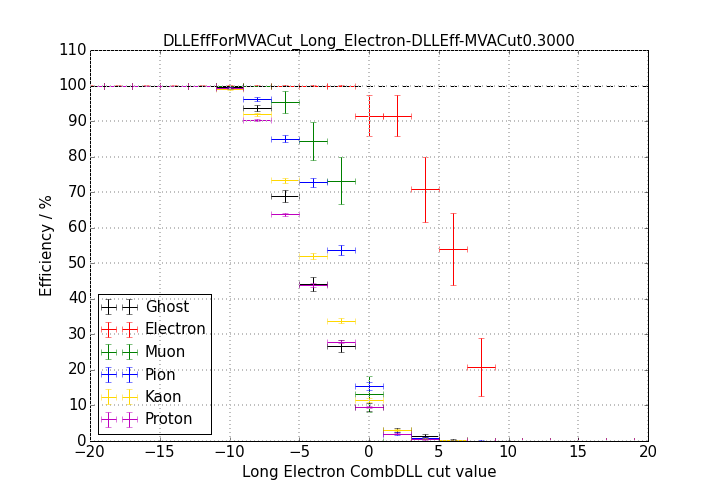 DLLEffForMVACut_Long_Electron-DLLEff-MVACut0.3000
110
100
90
80
70
60
50
40
30
20
10
0
Efficiency / %
Ghost
Electron
Muon
Pion
Kaon
Proton
−20 −15 −10 −5 0 5 10 15 20
Long Electron CombDLL cut value